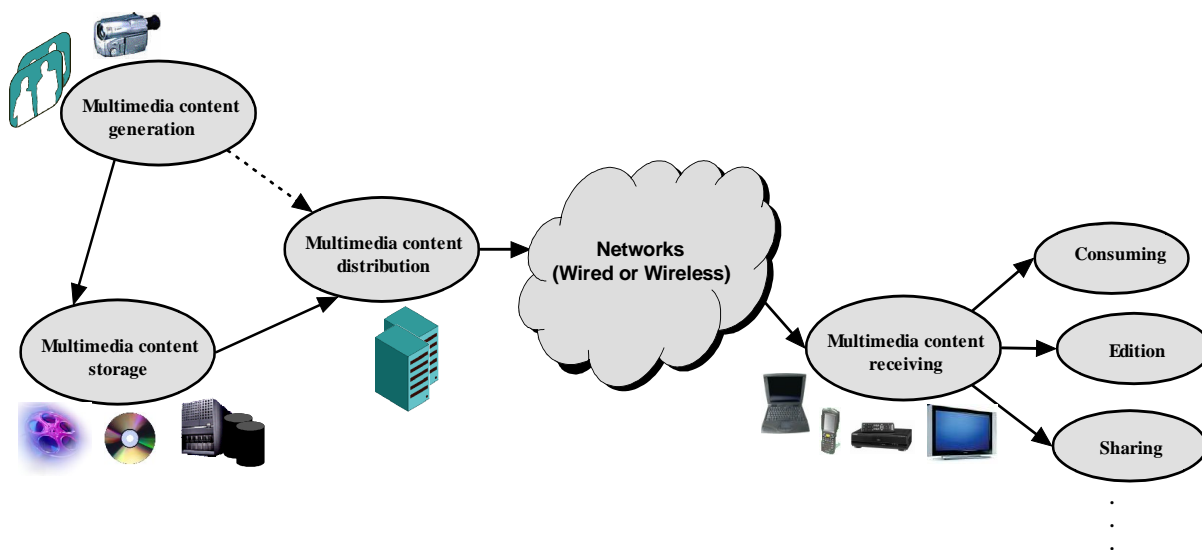 Multimedia content
generation
Multimedia content
distribution
Multimedia content
storage
Networks
(Wired or Wireless)
Multimedia content
receiving
Consuming
Edition
Sharing
.
.
.